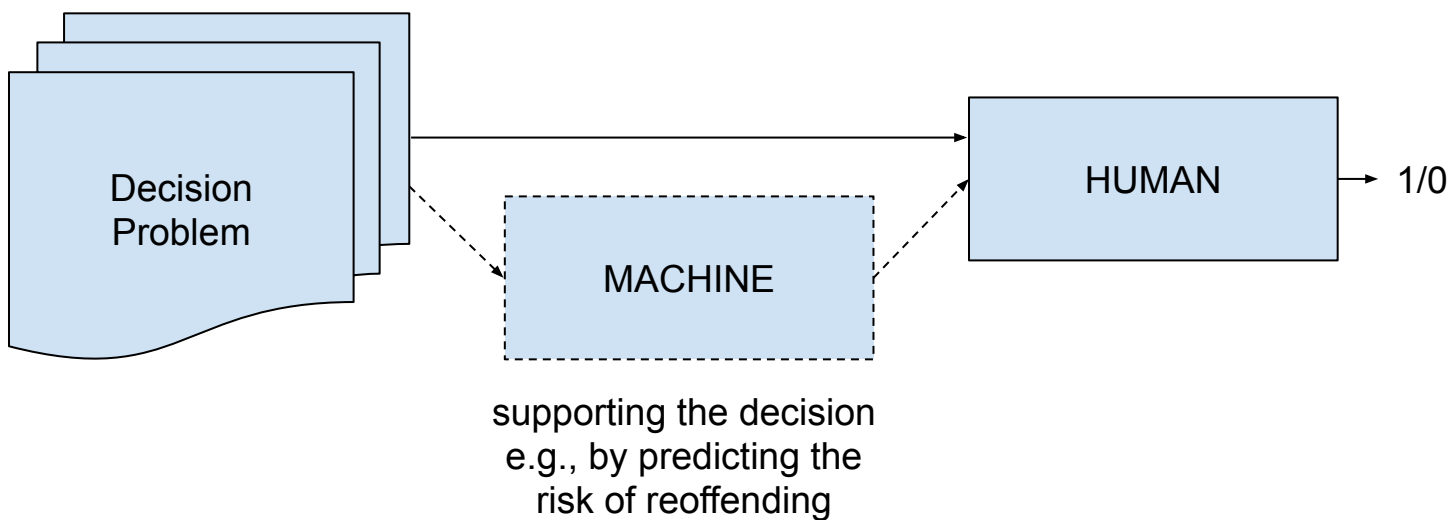 Decision
Problem
MACHINE
HUMAN
1/0
supporting the decision
e.g., by predicting the
risk of reoffending